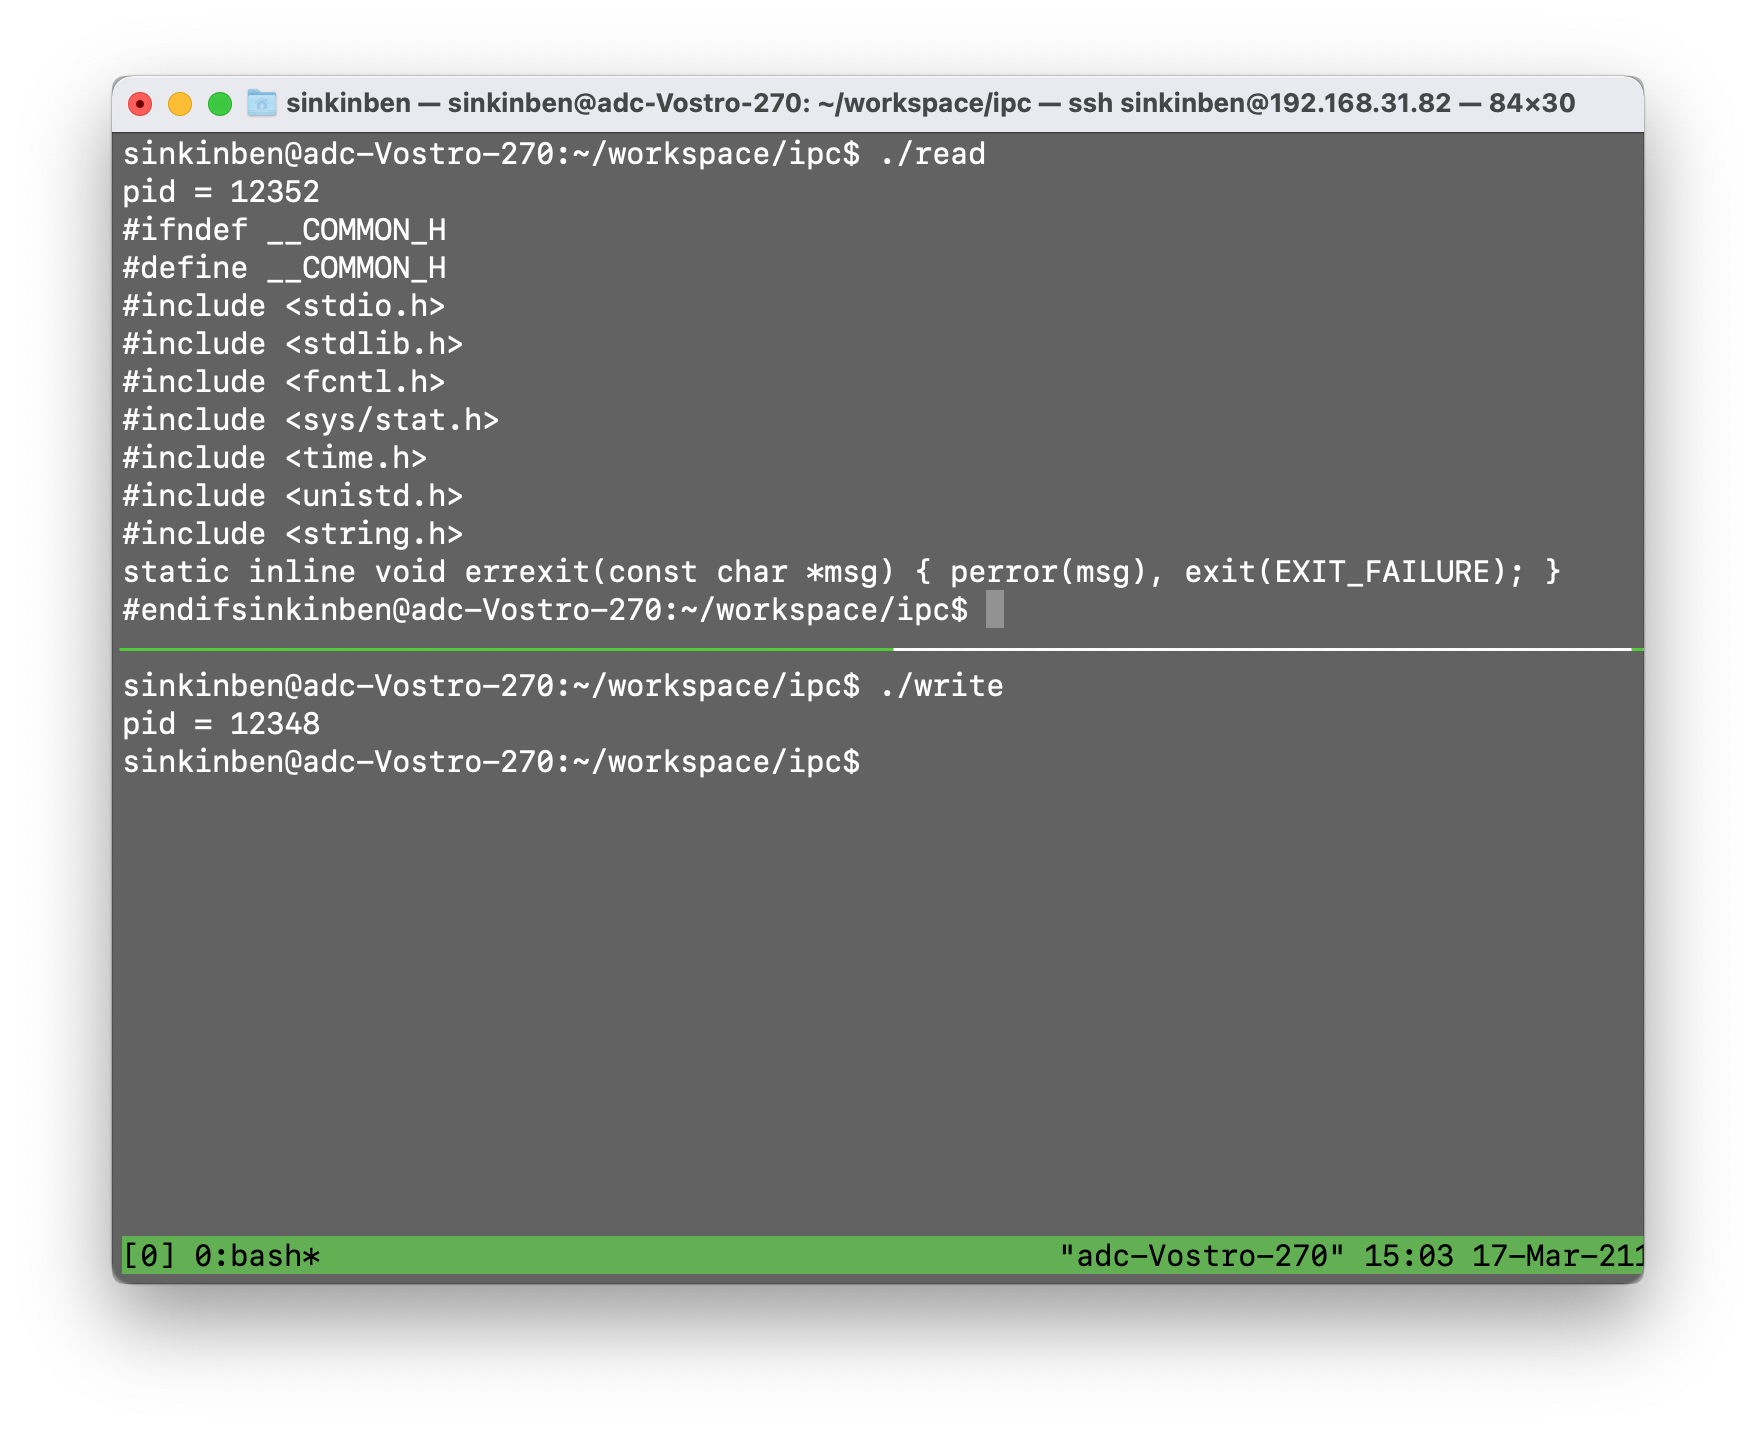 sinkinben — sinkinben@adc-Vostro-270: ~/workspace/ipc — ssh sinkinben@192.168.31.82 — 84×30
sinkinben@adc-Vostro-270:~/workspace/ipc$ ./read
pid = 12352
#ifndef __COMMON_H
#define __COMMON_H
#include <stdio.h>
#include <stdlib.h>
#include <fcntl.h>
#include <sys/stat.h>
#include <time.h>
#include <unistd.h>
#include <string.h>
static inline void errexit(const char *msg) { perror(msg), exit(EXIT_FAILURE); }
#endifsinkinben@adc-Vostro-270:~/workspace/ipc$
sinkinben@adc-Vostro-270:~/workspace/ipc$ ./write
pid = 12348
sinkinben@adc-Vostro-270:~/workspace/ipc$
[0] 0:bash* "adc-Vostro-270" 15:03 17-Mar-211